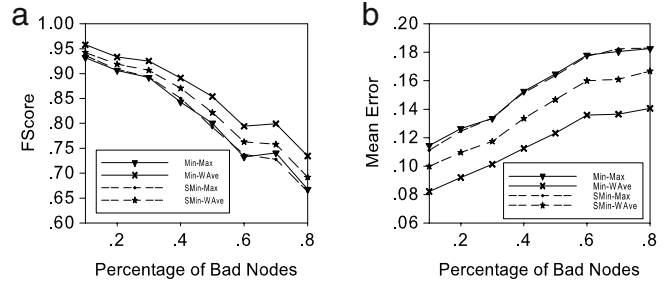 a
1.00
.95
.90
.85
.80
.75
.70
.65
.60
FScore
Min-Max
Min-WAve
SMin-Max
SMin-WAve
.2
.4
.6
.8
Percentage of Bad Nodes
b
.20
.18
.16
.14
.12
.10
.08
.06
Mean Error
Min-Max
Min-WAve
SMin-Max
SMin-WAve
.2
.4
.6
.8
Percentage of Bad Nodes